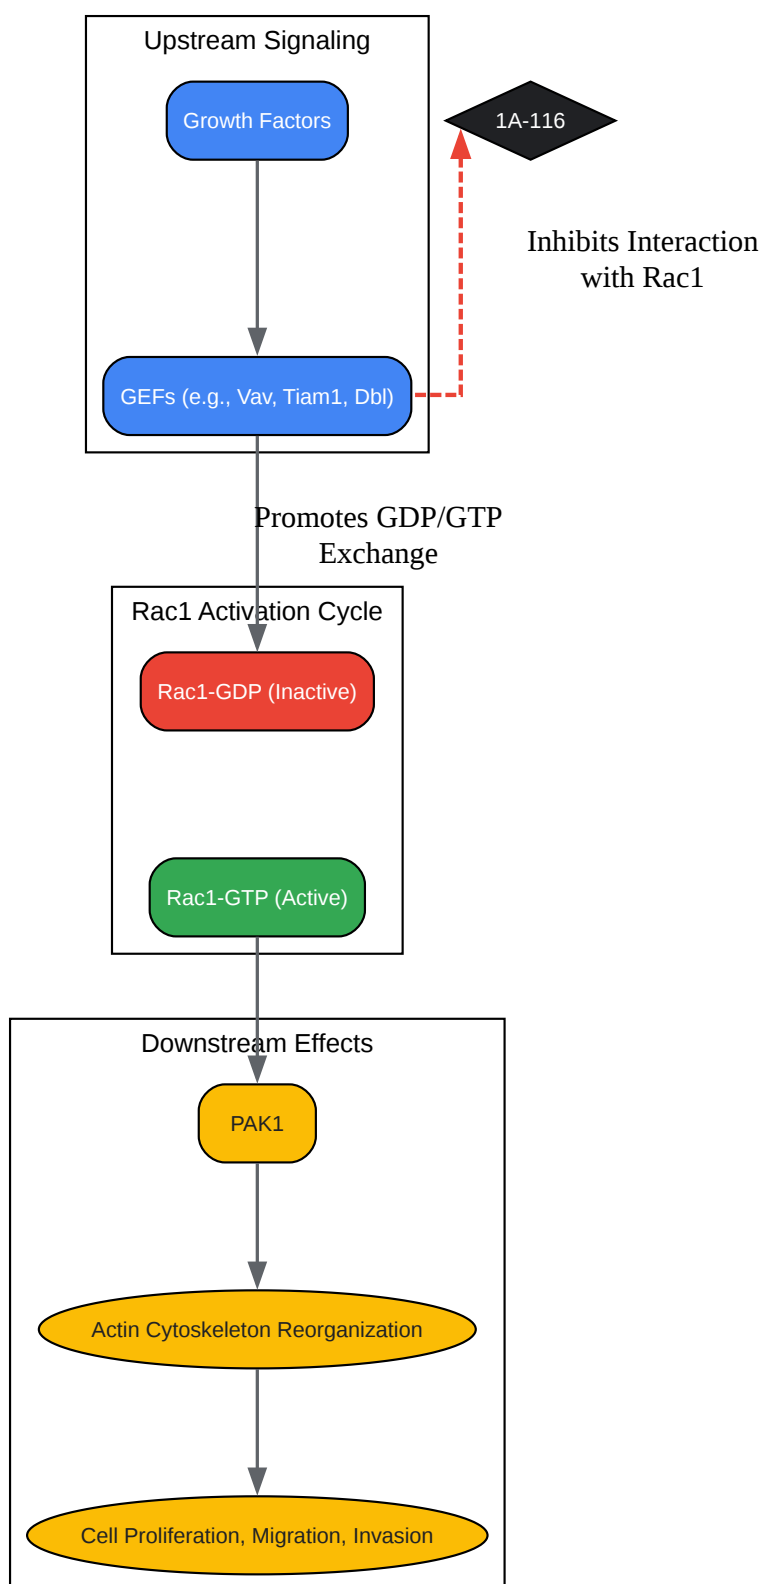 Upstream Signaling
Growth Factors
1A-116
Inhibits Interaction
with Rac1
GEFs (e.g., Vav, Tiam1, Dbl)
Promotes GDP/GTP
Exchange
Rac1 Activation Cycle
Rac1-GDP (Inactive)
Rac1-GTP (Active)
Downstream Effects
PAK1
Actin Cytoskeleton Reorganization
Cell Proliferation, Migration, Invasion